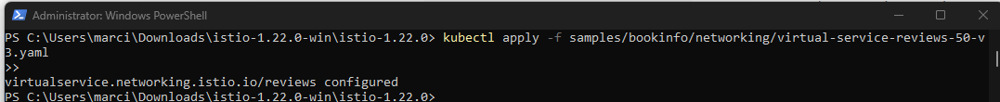 Administrator: Windows PowerShell
PS C:\Users\marci\Downloads\istio-1.22.0-win\istio-1.22.0> kubectl apply -f samples/bookinfo/networking/virtual-service-reviews-50-v
3.yaml
>>
virtualservice.networking.istio.io/reviews configured
PS C:\Users\marci\Downloads\istio-1.22.0-win\istio-1.22.0>